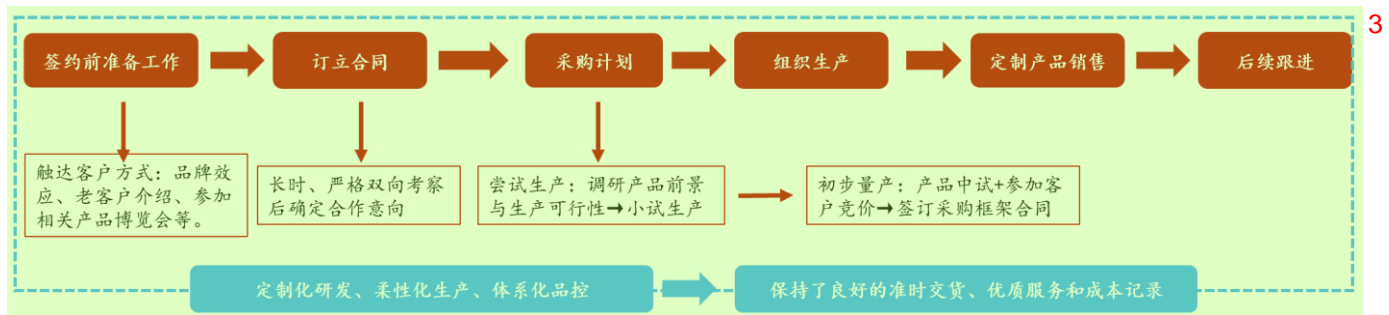 3
签约前准备工作
订立合同
采购计划
组织生产
定制产品销售
后续跟进
触达客户方式：品牌效
应、老客户介绍、参加
相关产品博览会等。
长时、严格双向考察
后确定合作意向
尝试生产：调研产品前景
与生产可行性→小试生产
初步量产：产品中试+参加客
户竞价→签订采购框架合同
定制化研发、柔性化生产、体系化品控
保持了良好的准时交货、优质服务和成本记录